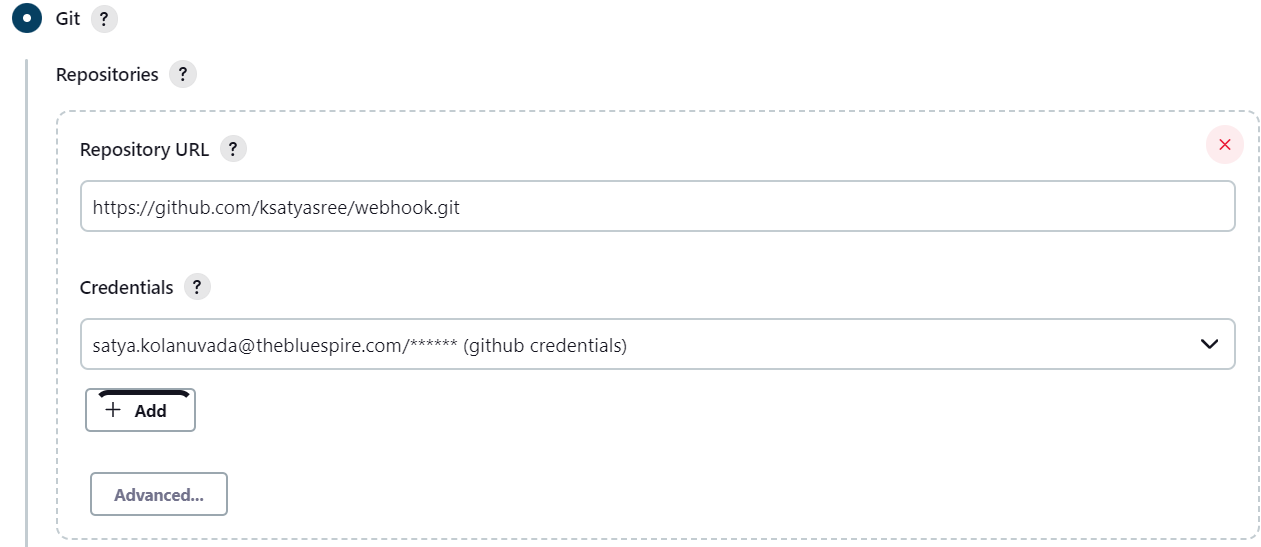 Git ?
Repositories ?
Repository URL ?
https://github.com/ksatyasree/webhook.git
Credentials ?
satya.kolanuvada@thebluespire.com/****** (github credentials)
+ Add
Advanced...